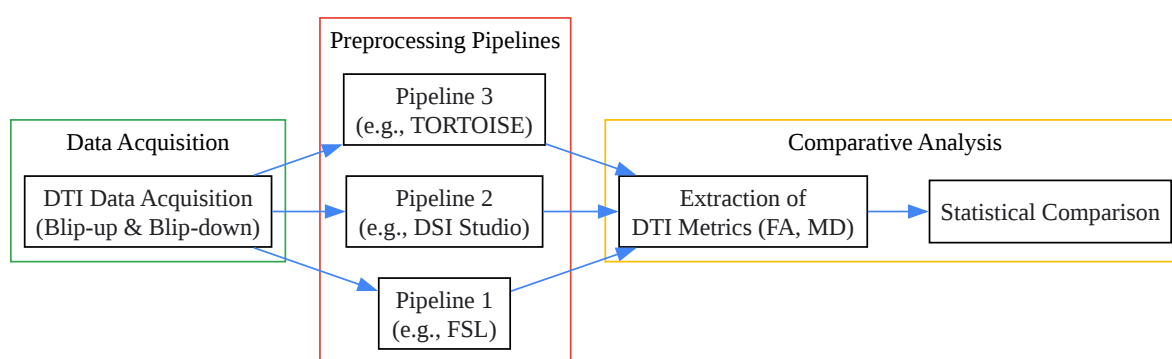 Preprocessing Pipelines
Data Acquisition
DTI Data Acquisition
(Blip-up & Blip-down)
Pipeline 3
(e.g., TORTOISE)
Pipeline 2
(e.g., DSI Studio)
Pipeline 1
(e.g., FSL)
Comparative Analysis
Extraction of
DTI Metrics (FA, MD)
Statistical Comparison